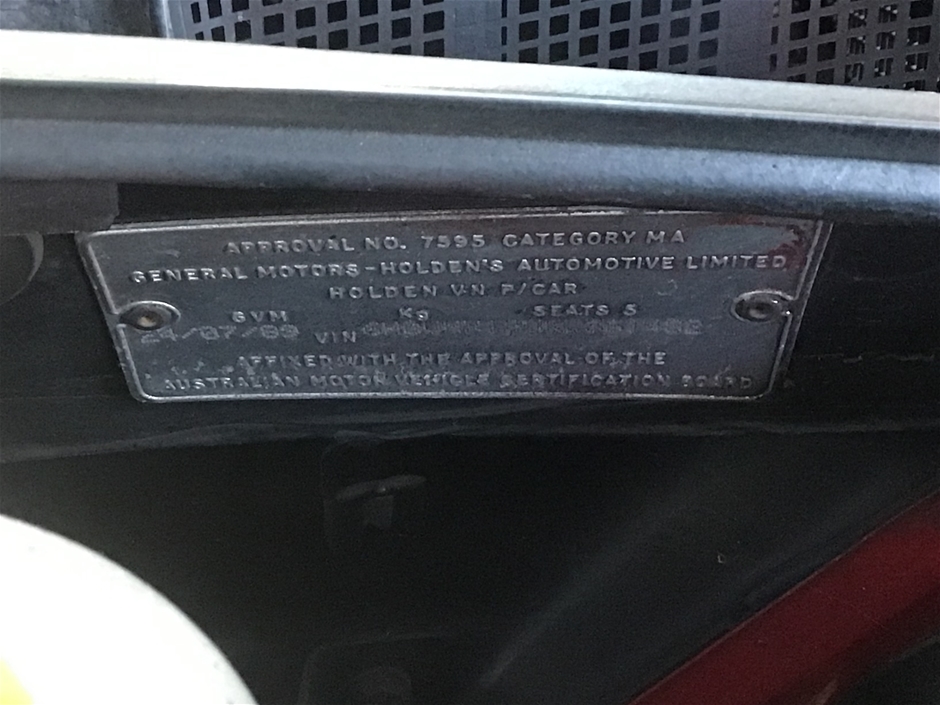 APPROVAL NO. 7595 CATEGORY MA
GENERAL MOTORS-HOLDEN'S AUTOMOTIVE LIMITED
HOLDEN VN P/CAR
GVM Kg SEATS 5
24/07/89 VIN
AFFIXED WITH THE APPROVAL OF THE
AUSTRALIAN MOTOR VEHICLE CERTIFICATION BOARD